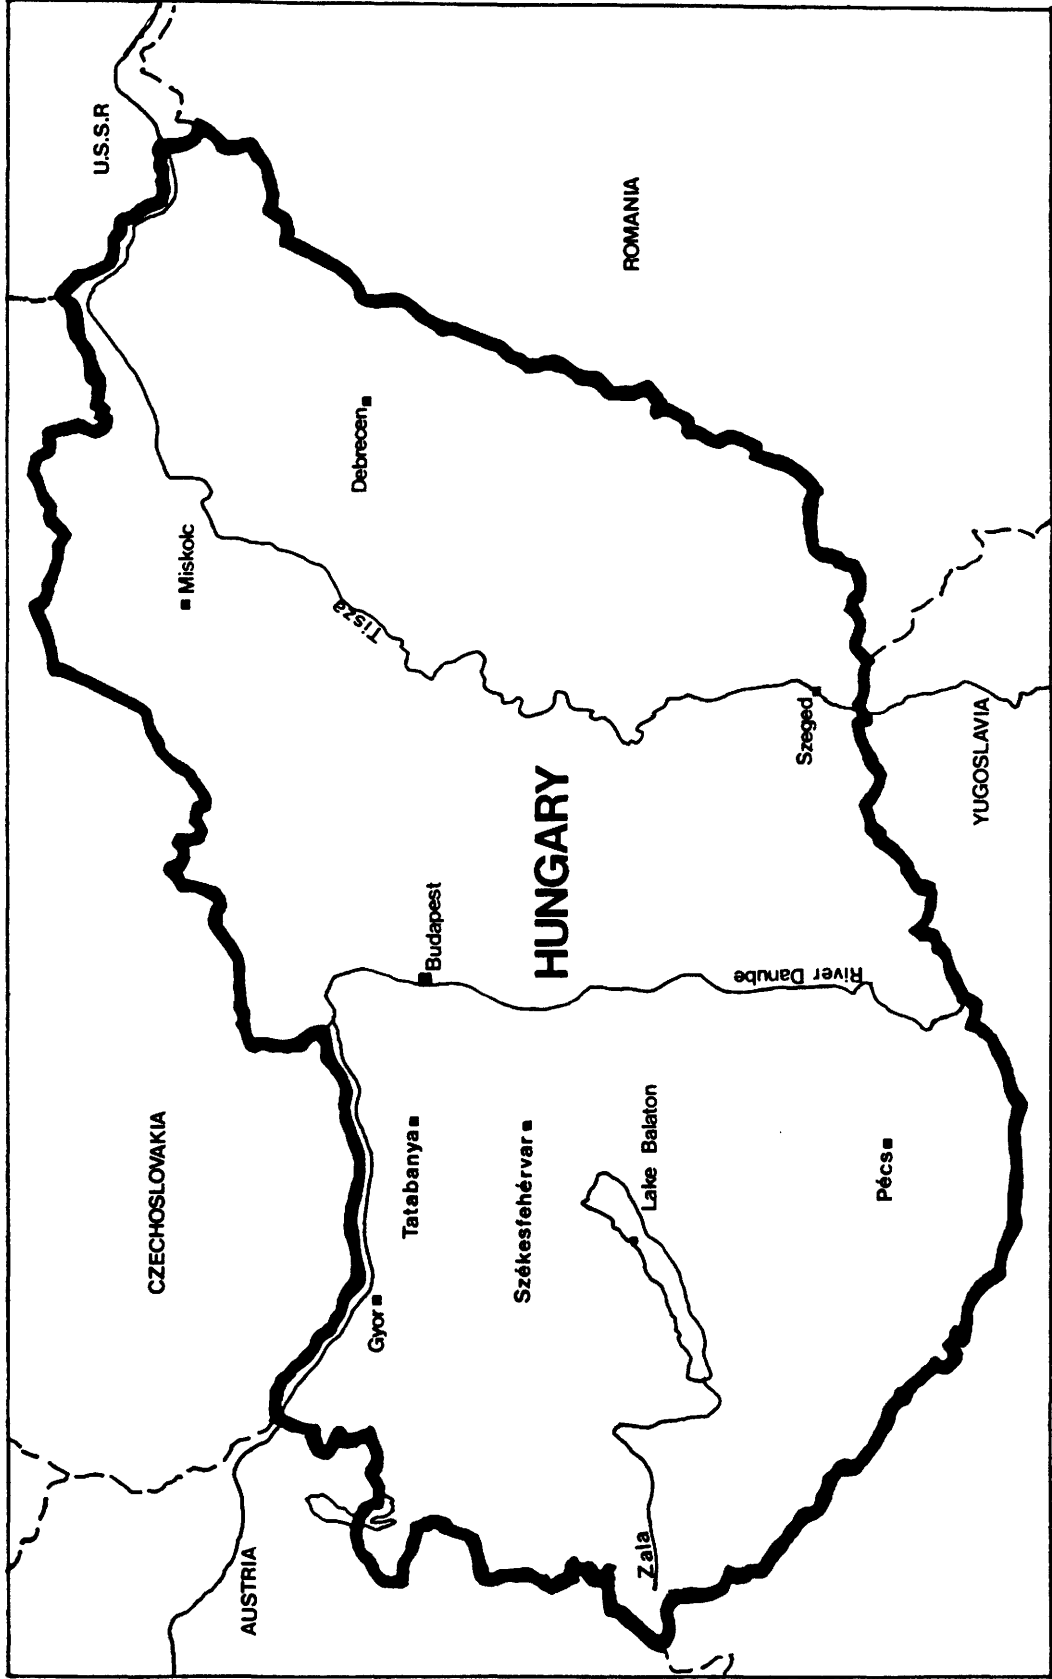 U.S.S.R
ROMANIA
Debrecen
Miskolc
Tisza
Szeged
YUGOSLAVIA
HUNGARY
Budapest
River Danube
CZECHOSLOVAKIA
Tatabanya
Székesfehérvar
Lake Balaton
Pécs
Gyor
AUSTRIA
Zala